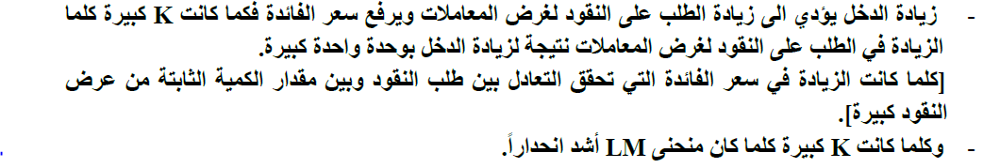 - زيادة الدخل يؤدي الى زيادة الطلب على النقود لغرض المعاملات ويرفع سعر الفائدة فكما كانت K كبيرة كلما
الزيادة في الطلب على النقود لغرض المعاملات نتيجة لزيادة الدخل بوحدة واحدة كبيرة.
[كلما كانت الزيادة في سعر الفائدة التي تحقق التعادل بين طلب النقود وبين مقدار الكمية الثابتة من عرض
النقود كبيرة].
- وكلما كانت K كبيرة كلما كان منحنى LM أشد انحداراً.